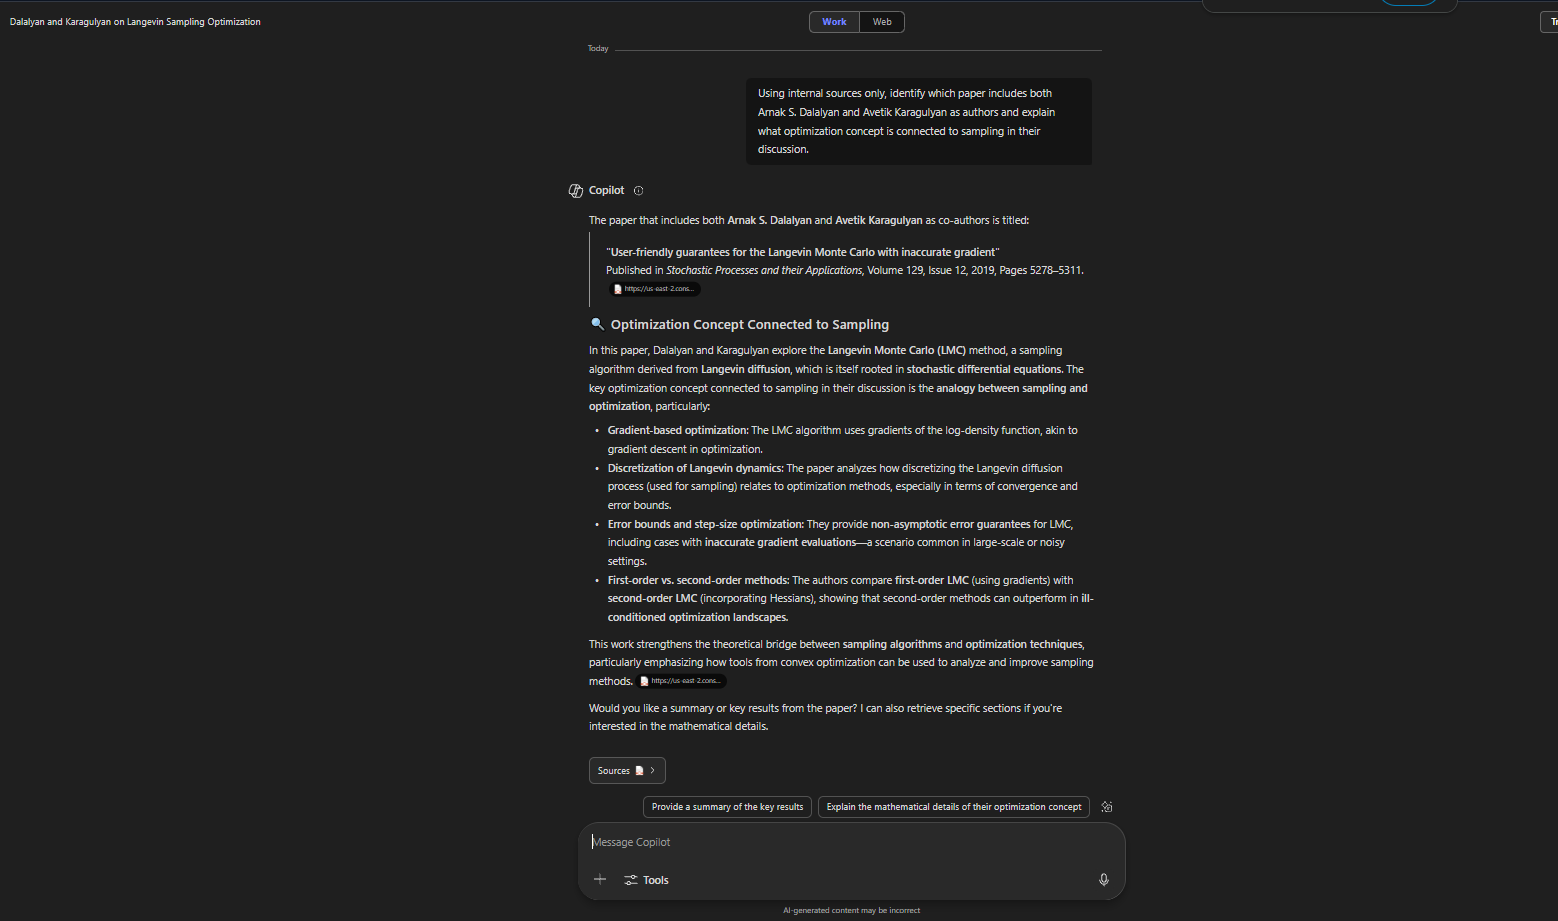 Dalalyan and Karagulyan on Langevin Sampling Optimization
Work
Web
Today
Using internal sources only, identify which paper includes both
Arnak S. Dalalyan and Avetik Karagulyan as authors and explain
what optimization concept is connected to sampling in their
discussion.
Copilot
The paper that includes both Arnak S. Dalalyan and Avetik Karagulyan as co-authors is titled:
"User-friendly guarantees for the Langevin Monte Carlo with inaccurate gradient"
Published in Stochastic Processes and their Applications, Volume 129, Issue 12, 2019, Pages 5278–5311.
https://us-east-2.cons...
🔍 Optimization Concept Connected to Sampling
In this paper, Dalalyan and Karagulyan explore the Langevin Monte Carlo (LMC) method, a sampling
algorithm derived from Langevin diffusion, which is itself rooted in stochastic differential equations. The
key optimization concept connected to sampling in their discussion is the analogy between sampling and
optimization, particularly:
• Gradient-based optimization: The LMC algorithm uses gradients of the log-density function, akin to
gradient descent in optimization.
• Discretization of Langevin dynamics: The paper analyzes how discretizing the Langevin diffusion
process (used for sampling) relates to optimization methods, especially in terms of convergence and
error bounds.
• Error bounds and step-size optimization: They provide non-asymptotic error guarantees for LMC,
including cases with inaccurate gradient evaluations—a scenario common in large-scale or noisy
settings.
• First-order vs. second-order methods: The authors compare first-order LMC (using gradients) with
second-order LMC (incorporating Hessians), showing that second-order methods can outperform in ill-
conditioned optimization landscapes.
This work strengthens the theoretical bridge between sampling algorithms and optimization techniques,
particularly emphasizing how tools from convex optimization can be used to analyze and improve sampling
methods. https://us-east-2.cons...
Would you like a summary or key results from the paper? I can also retrieve specific sections if you're
interested in the mathematical details.
Sources
Provide a summary of the key results
Explain the mathematical details of their optimization concept
Message Copilot
Tools
AI-generated content may be incorrect